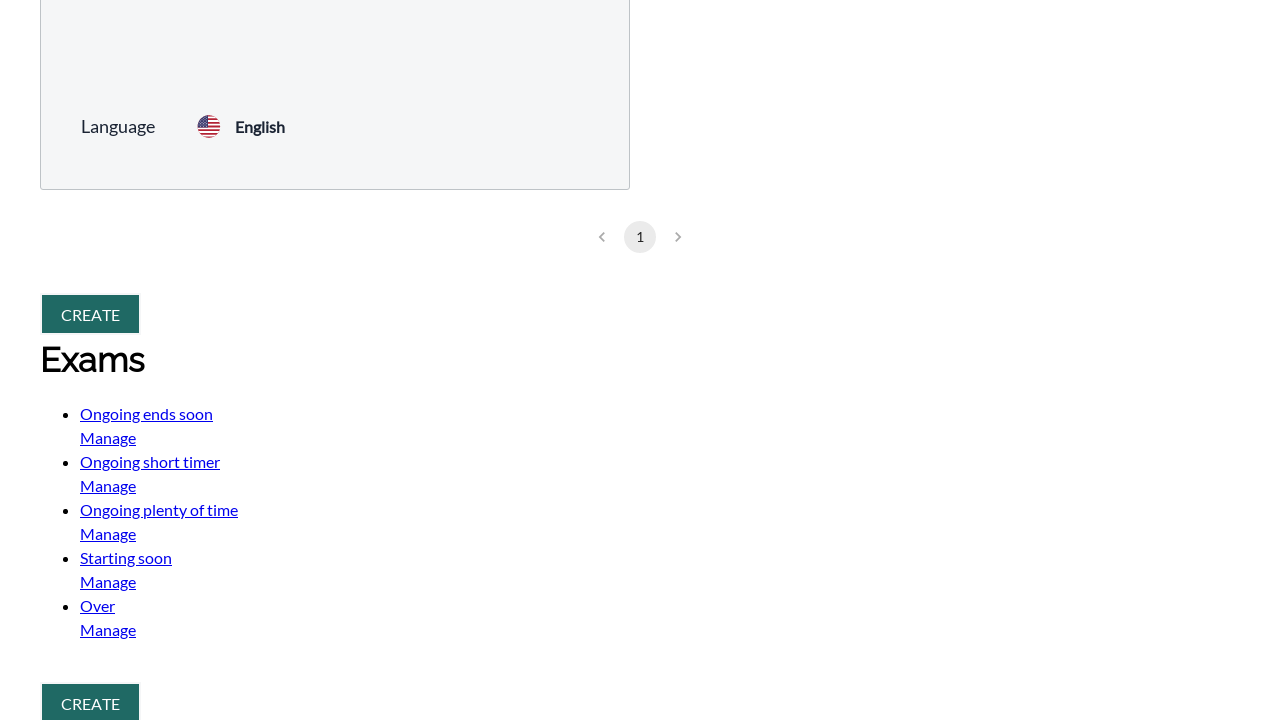 Language English
1
CREATE
Exams
Ongoing ends soon
Manage
Ongoing short timer
Manage
Ongoing plenty of time
Manage
Starting soon
Manage
Over
Manage
CREATE